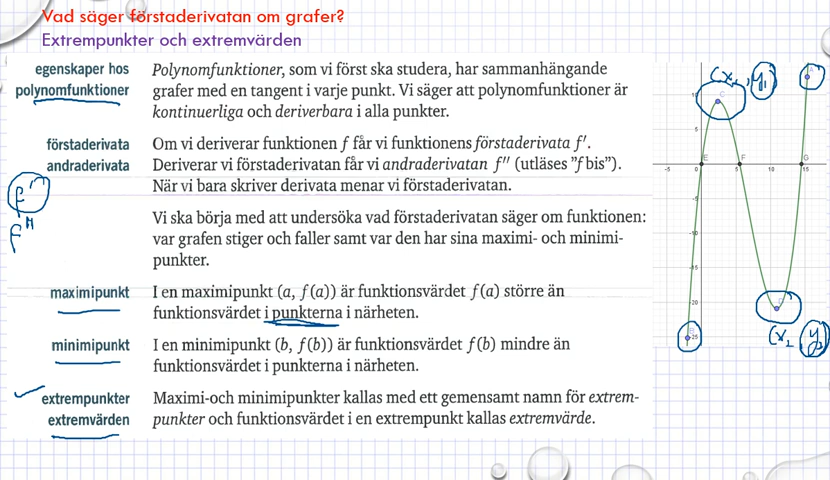 Vad säger förstaderivatan om grafer?
Extrempunkter och extremvärden
egenskaper hos
polynomfunktioner
Polynomfunktioner, som vi först ska studera, har sammanhängande
grafer med en tangent i varje punkt. Vi säger att polynomfunktioner är
kontinuerliga och deriverbara i alla punkter.
förstaderivata
andraderivata
Om vi deriverar funktionen f får vi funktionens förstaderivata f'.
Deriverar vi förstaderivatan får vi andraderivatan f'' (utläses ”f bis”).
När vi bara skriver derivata menar vi förstaderivatan.
Vi ska börja med att undersöka vad förstaderivatan säger om funktionen:
var grafen stiger och faller samt var den har sina maximi- och minimi-
punkter.
maximipunkt
I en maximipunkt (a, f(a)) är funktionsvärdet f(a) större än
funktionsvärdet i punkterna i närheten.
minimipunkt
I en minimipunkt (b, f(b)) är funktionsvärdet f(b) mindre än
funktionsvärdet i punkterna i närheten.
extrempunkter
extremvärden
Maximi-och minimipunkter kallas med ett gemensamt namn för extrem-
punkter och funktionsvärdet i en extrempunkt kallas extremvärde.
f''
(x₁, y₁)
C
10
5
E F G
-5 0 5 10 15
-5
-10
-15
-20
-25